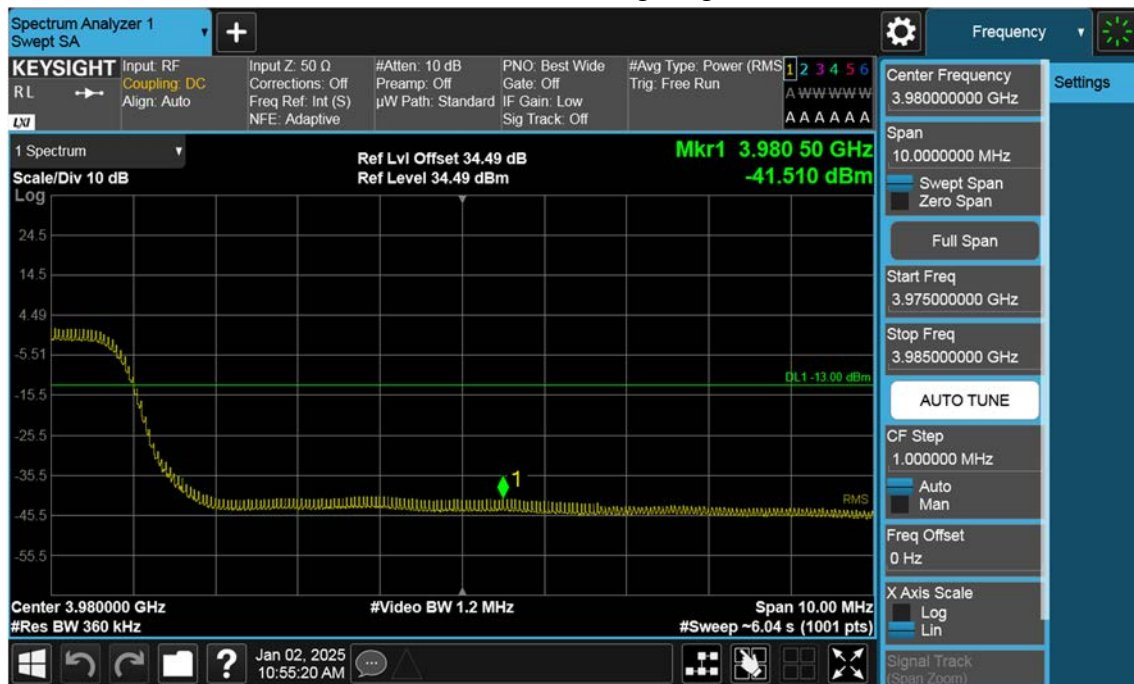 Spectrum Analyzer 1
Swept SA
+
Frequency
KEYSIGHT
RL
LXI
Input: RF
Coupling: DC
Align: Auto
Input Z: 50 Ω
Corrections: Off
Freq Ref: Int (S)
NFE: Adaptive
#Atten: 10 dB
Preamp: Off
µW Path: Standard
PNO: Best Wide
Gate: Off
IF Gain: Low
Sig Track: Off
#Avg Type: Power (RMS
Trig: Free Run
1 2 3 4 5 6
A W W W W W
A A A A A A
1 Spectrum
Scale/Div 10 dB
Ref Lvl Offset 34.49 dB
Ref Level 34.49 dBm
Mkr1 3.980 50 GHz
-41.510 dBm
Log
24.5
14.5
4.49
-5.51
-15.5
-25.5
-35.5
-45.5
-55.5
DL1 -13.00 dBm
1
RMS
Center 3.980000 GHz
#Res BW 360 kHz
#Video BW 1.2 MHz
Span 10.00 MHz
#Sweep ~6.04 s (1001 pts)
?
Jan 02, 2025
10:55:20 AM
Center Frequency
3.980000000 GHz
Span
10.0000000 MHz
Swept Span
Zero Span
Full Span
Start Freq
3.975000000 GHz
Stop Freq
3.985000000 GHz
AUTO TUNE
CF Step
1.000000 MHz
Auto
Man
Freq Offset
0 Hz
X Axis Scale
Log
Lin
Signal Track
(Span Zoom)
Settings